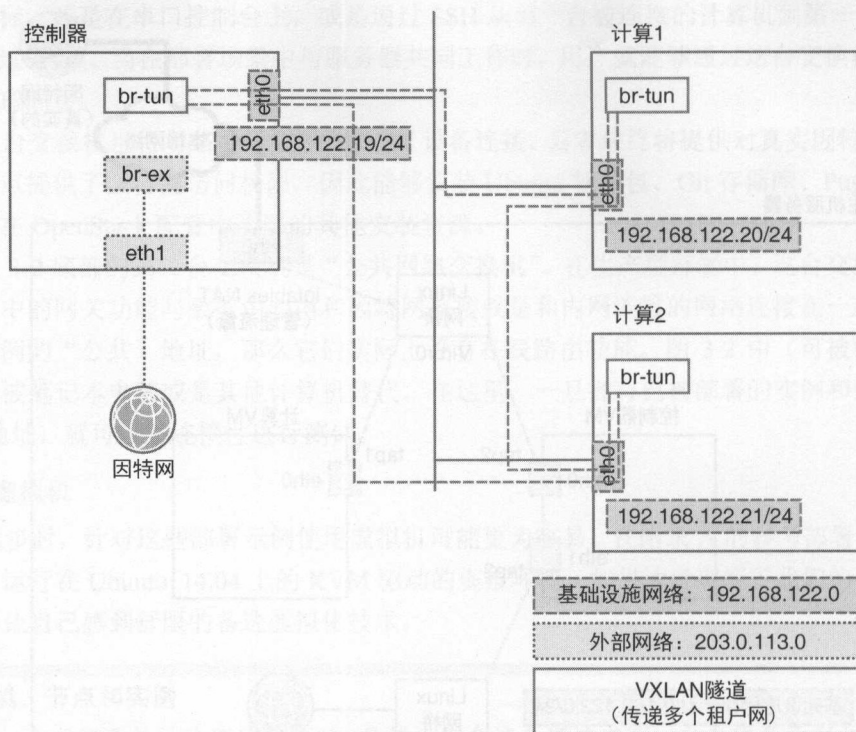 控制器
br-tun
eth0
192.168.122.19/24
br-ex
eth1
因特网
计算1
br-tun
eth0
192.168.122.20/24
计算2
br-tun
eth0
192.168.122.21/24
基础设施网络：192.168.122.0
外部网络：203.0.113.0
VXLAN隧道
（传递多个租户网）